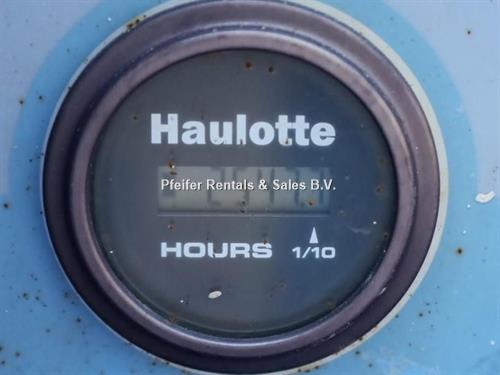 Haulotte
Pfeifer Rentals & Sales B.V.
HOURS 1/10